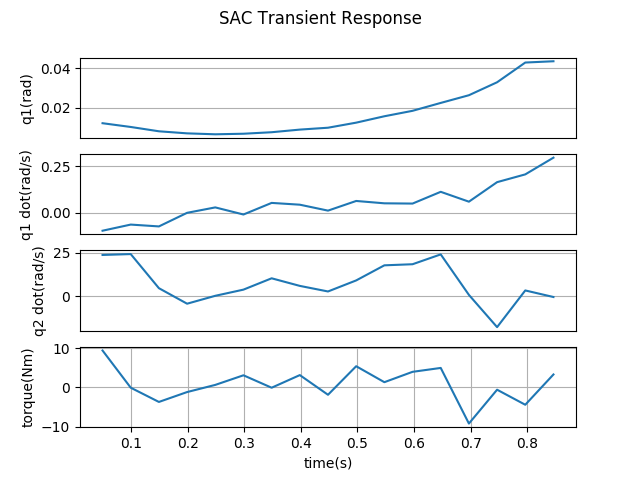 SAC Transient Response
q1(rad)
0.04
0.02
q1 dot(rad/s)
0.25
0.00
q2 dot(rad/s)
25
0
torque(Nm)
10
0
−10
0.1 0.2 0.3 0.4 0.5 0.6 0.7 0.8
time(s)